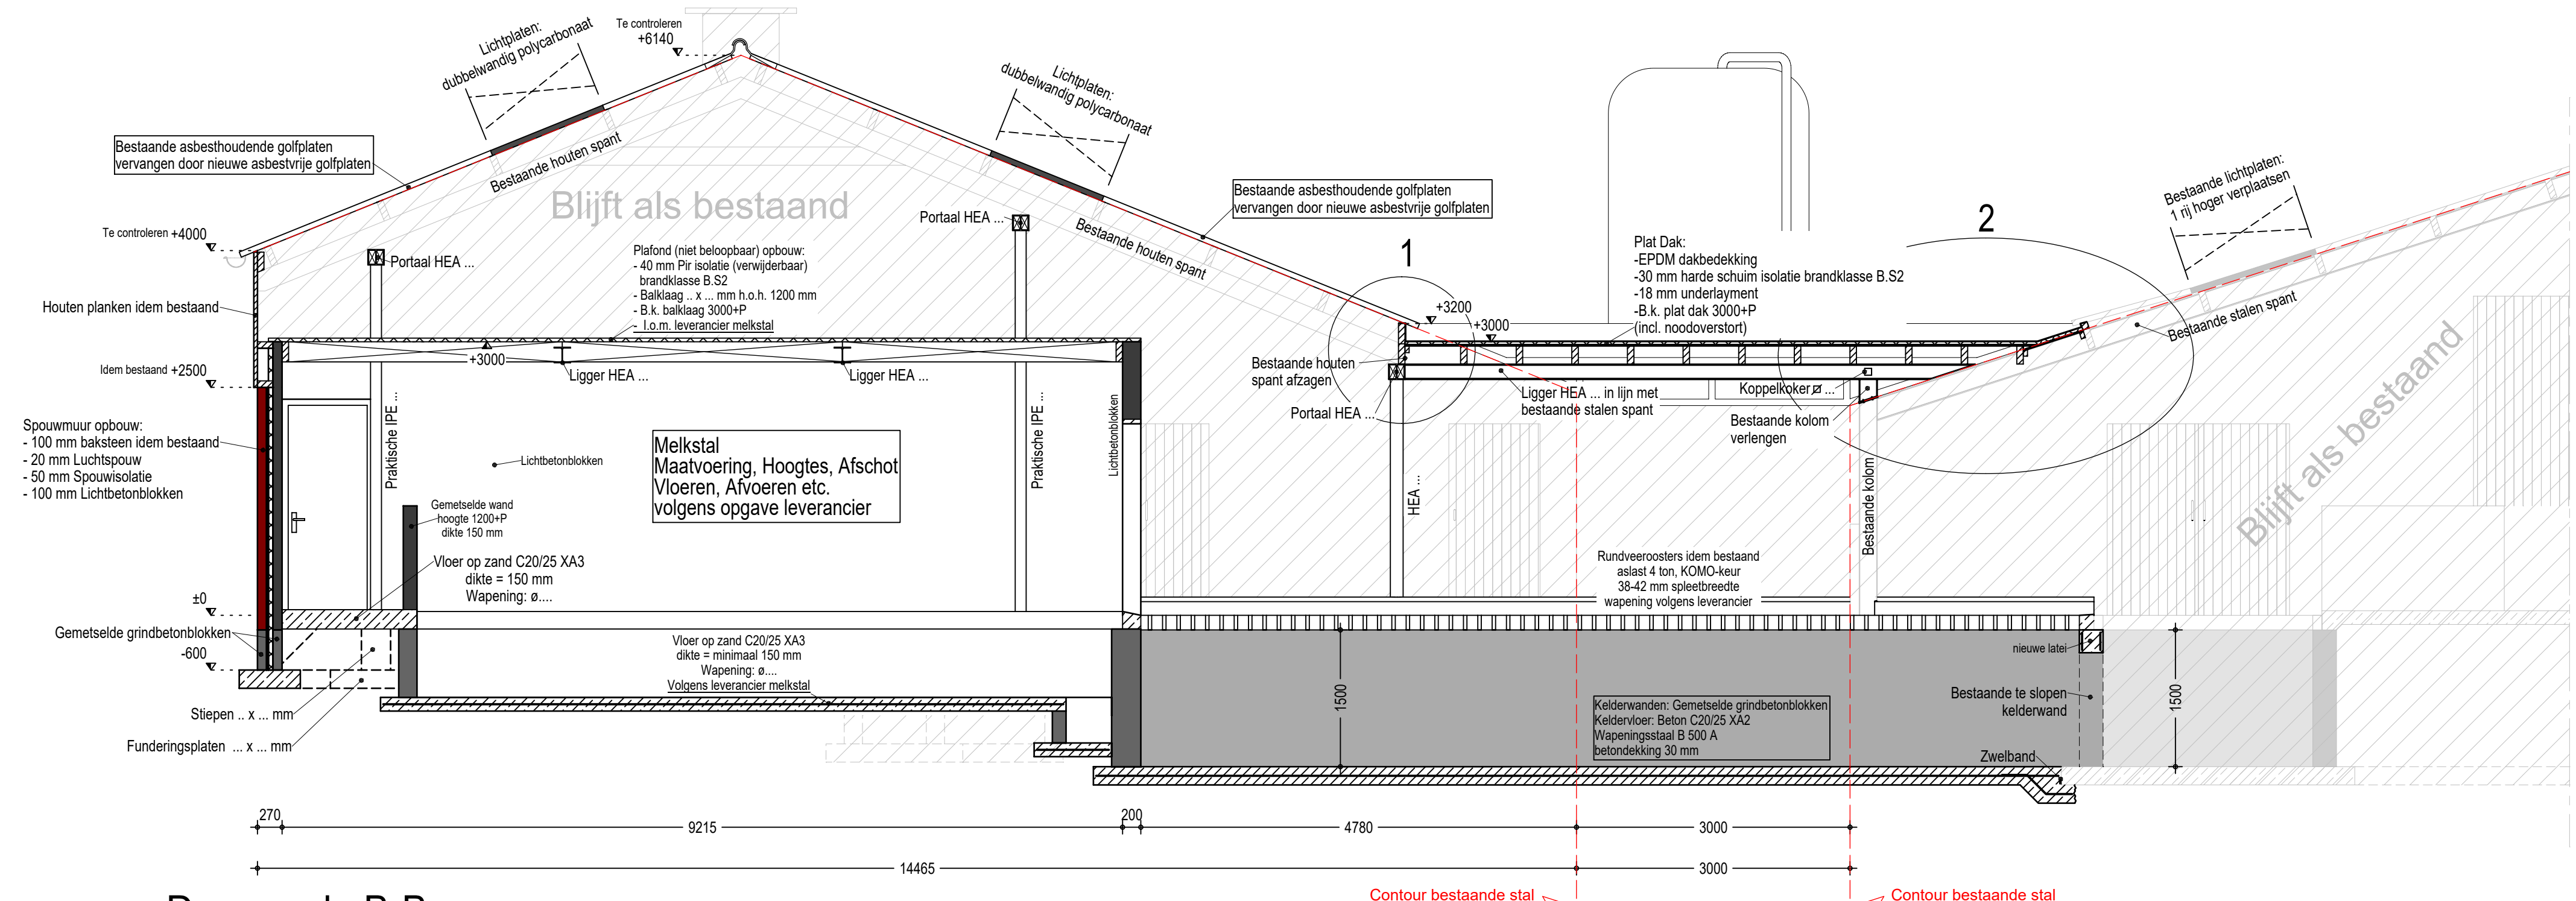 Te controleren
+6140
Lichtplaten:
dubbelwandig polycarbonaat
Lichtplaten:
dubbelwandig polycarbonaat
Bestaande asbesthoudende golfplaten
vervangen door nieuwe asbestvrije golfplaten
Bestaande houten spant
Blijft als bestaand
Bestaande asbesthoudende golfplaten
vervangen door nieuwe asbestvrije golfplaten
Bestaande houten spant
Te controleren +4000
Portaal HEA ...
Portaal HEA ...
Plafond (niet beloopbaar) opbouw:
- 40 mm Pir isolatie (verwijderbaar)
brandklasse B.S2
- Balklaag .. x ... mm h.o.h. 1200 mm
- B.k. balklaag 3000+P
- I.o.m. leverancier melkstal
Houten planken idem bestaand
+3000
Ligger HEA ...
Ligger HEA ...
Idem bestaand +2500
1
2
+3200
+3000
Plat Dak:
-EPDM dakbedekking
-30 mm harde schuim isolatie brandklasse B.S2
-18 mm underlayment
-B.k. plat dak 3000+P
(incl. noodoverstort)
Bestaande lichtplaten:
1 rij hoger verplaatsen
Bestaande stalen spant
Blijft als bestaand
Bestaande houten
spant afzagen
Portaal HEA ...
Ligger HEA ... in lijn met
bestaande stalen spant
Koppelkoker ...
Bestaande kolom
verlengen
Spouwmuur opbouw:
- 100 mm baksteen idem bestaand
- 20 mm Luchtspouw
- 50 mm Spouwisolatie
- 100 mm Lichtbetonblokken
Praktische IPE ...
Lichtbetonblokken
Melkstal
Maatvoering, Hoogtes, Afschot
Vloeren, Afvoeren etc.
volgens opgave leverancier
Praktische IPE ...
Lichtbetonblokken
HEA ...
Bestaande kolom
Gemetselde wand
hoogte 1200+P
dikte 150 mm
Vloer op zand C20/25 XA3
dikte = 150 mm
Wapening: ø....
Rundveeroosters idem bestaand
aslast 4 ton, KOMO-keur
38-42 mm spleetbreedte
wapening volgens leverancier
±0
Gemetselde grindbetonblokken
-600
Vloer op zand C20/25 XA3
dikte = minimaal 150 mm
Wapening: ø....
Volgens leverancier melkstal
nieuwe latei
Stiepen .. x ... mm
Funderingsplaten ... x ... mm
1500
Kelderwanden: Gemetselde grindbetonblokken
Keldervloer: Beton C20/25 XA2
Wapeningsstaal B 500 A
betondekking 30 mm
Bestaande te slopen
kelderwand
1500
Zwelband
270
9215
200
4780
3000
14465
3000
Contour bestaande stal
Contour bestaande stal